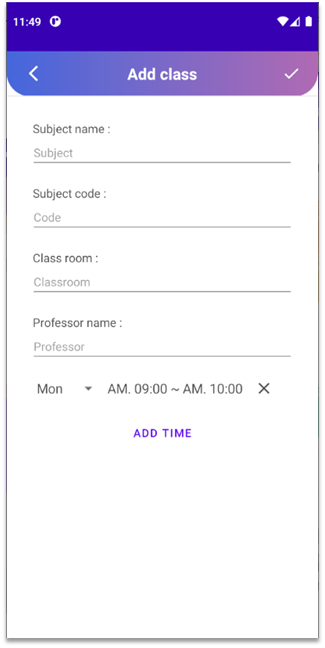 11:49
Add class
Subject name :
Subject
Subject code :
Code
Class room :
Classroom
Professor name :
Professor
Mon AM. 09:00 ~ AM. 10:00
ADD TIME